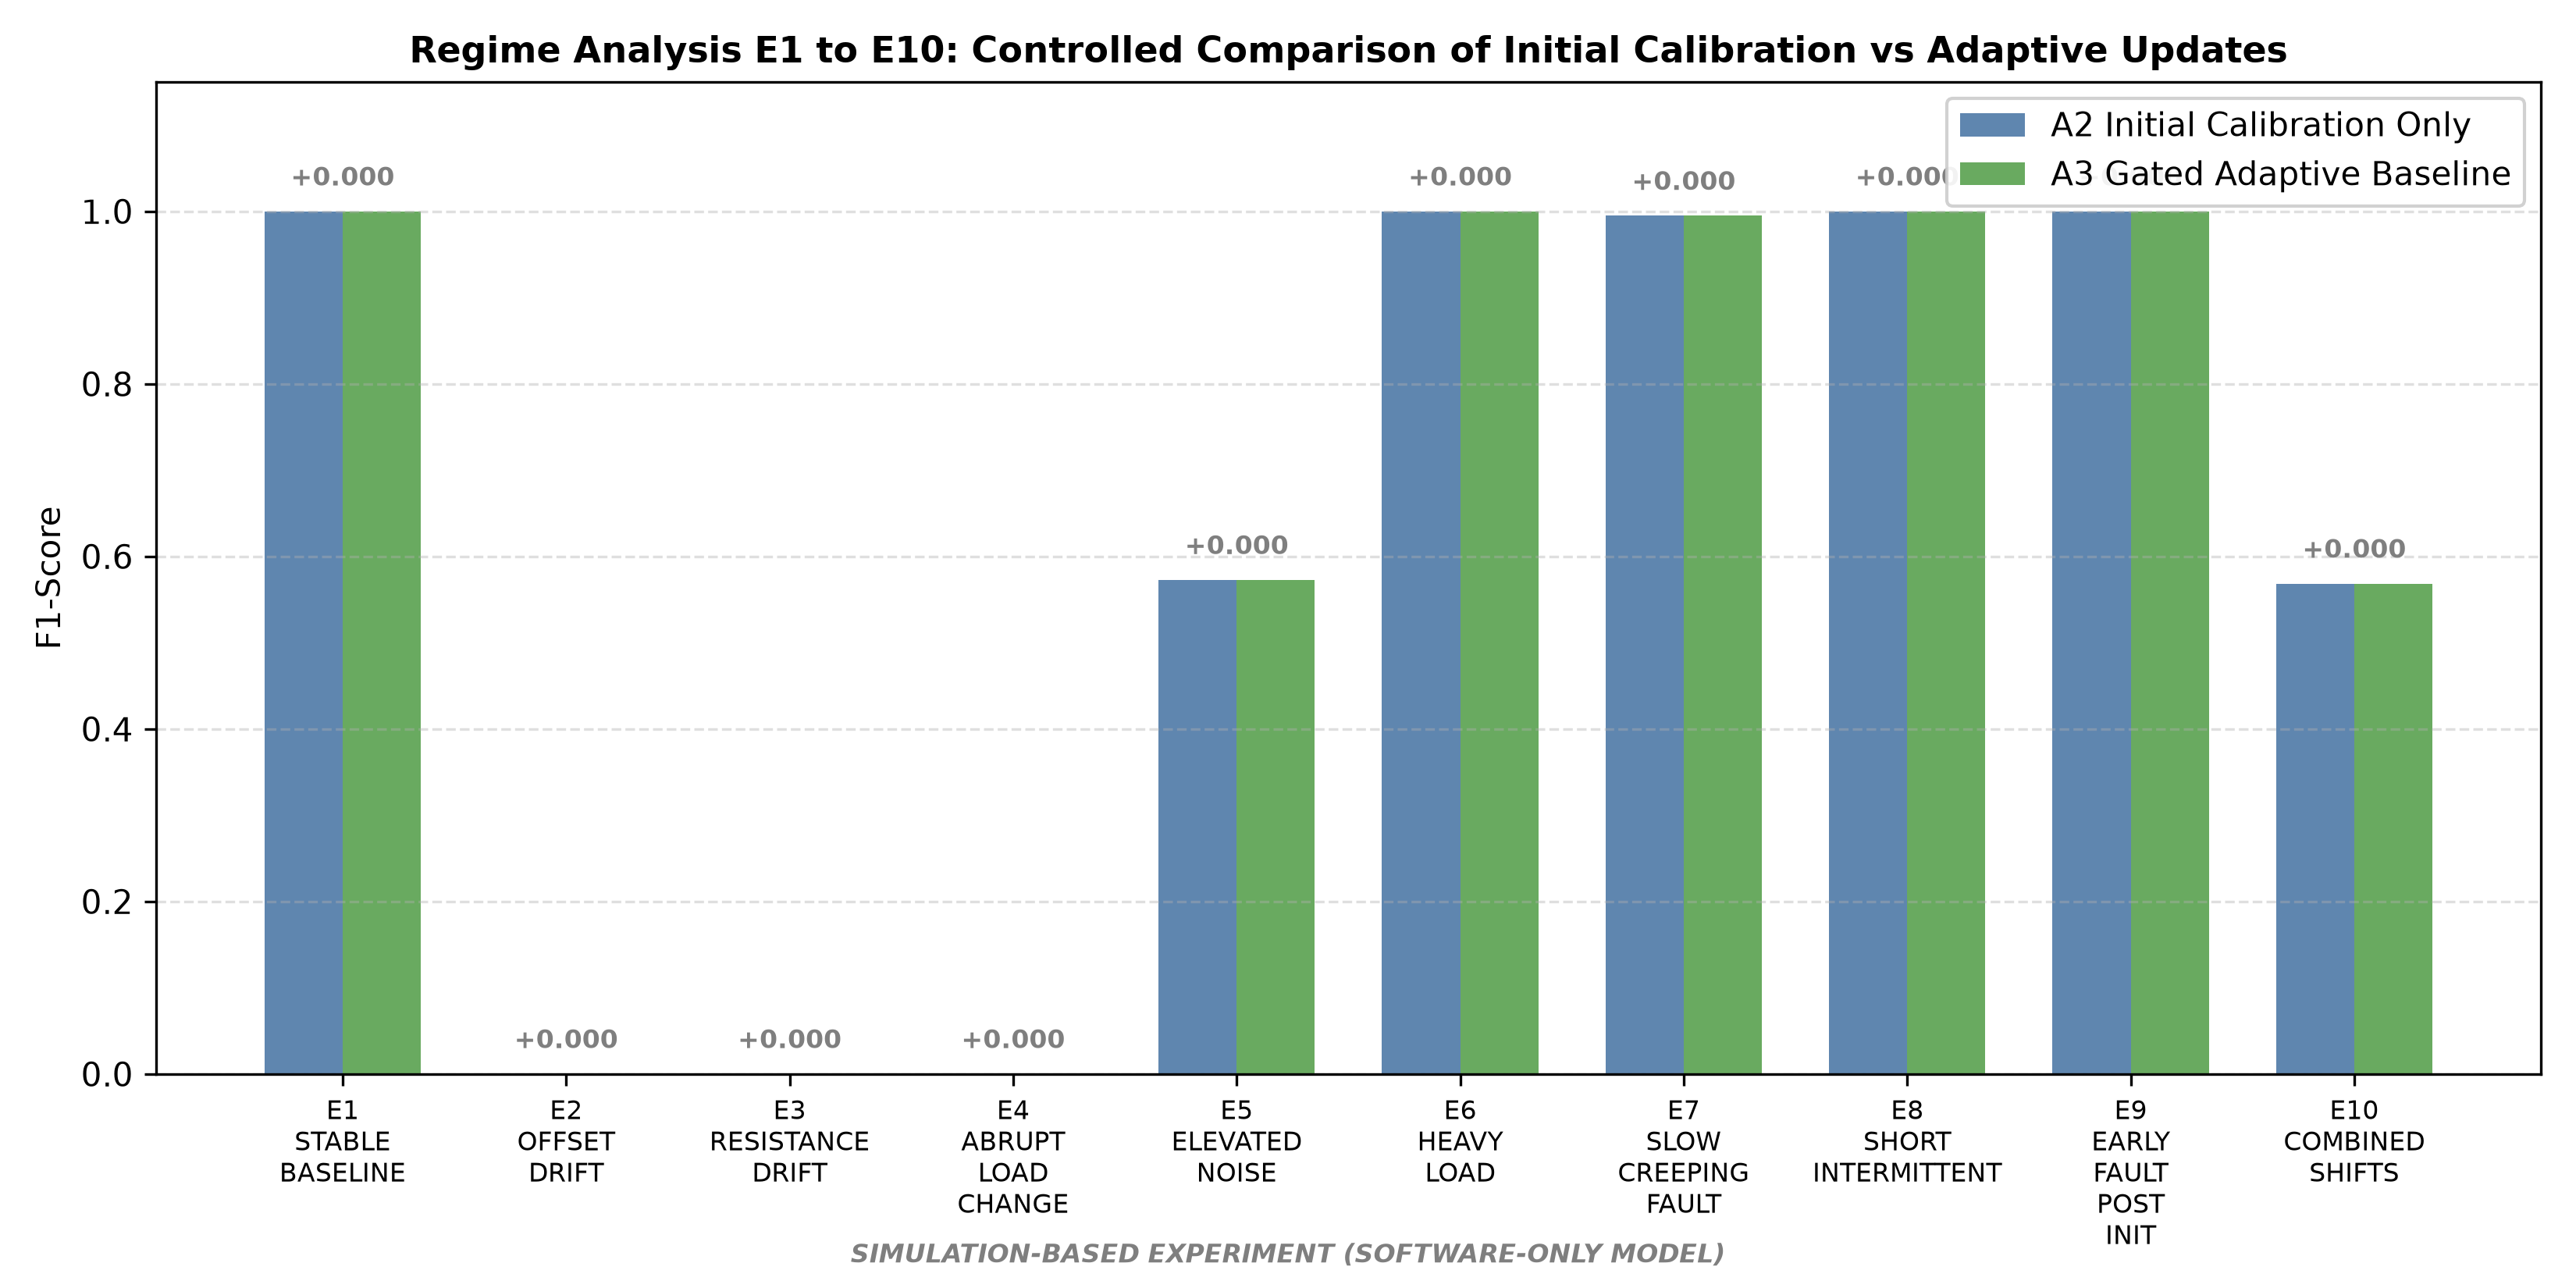 Regime Analysis E1 to E10: Controlled Comparison of Initial Calibration vs Adaptive Updates
A2 Initial Calibration Only
A3 Gated Adaptive Baseline
+0.000
+0.000
+0.000
+0.000
+0.000
+0.000
+0.000
+0.000
+0.000
F1-Score
1.0
0.8
0.6
0.4
0.2
0.0
E1
STABLE
BASELINE
E2
OFFSET
DRIFT
E3
RESISTANCE
DRIFT
E4
ABRUPT
LOAD
CHANGE
E5
ELEVATED
NOISE
E6
HEAVY
LOAD
E7
SLOW
CREEPING
FAULT
E8
SHORT
INTERMITTENT
E9
EARLY
FAULT
POST
INIT
E10
COMBINED
SHIFTS
SIMULATION-BASED EXPERIMENT (SOFTWARE-ONLY MODEL)